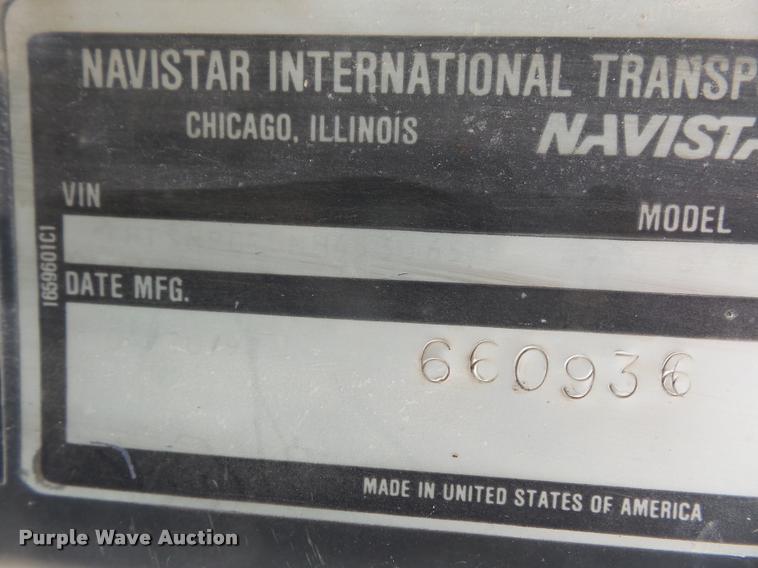 NAVISTAR INTERNATIONAL TRANSP
CHICAGO, ILLINOIS
NAVISTA
VIN
MODEL
1659601C1
DATE MFG.
660936
MADE IN UNITED STATES OF AMERICA
Purple Wave Auction